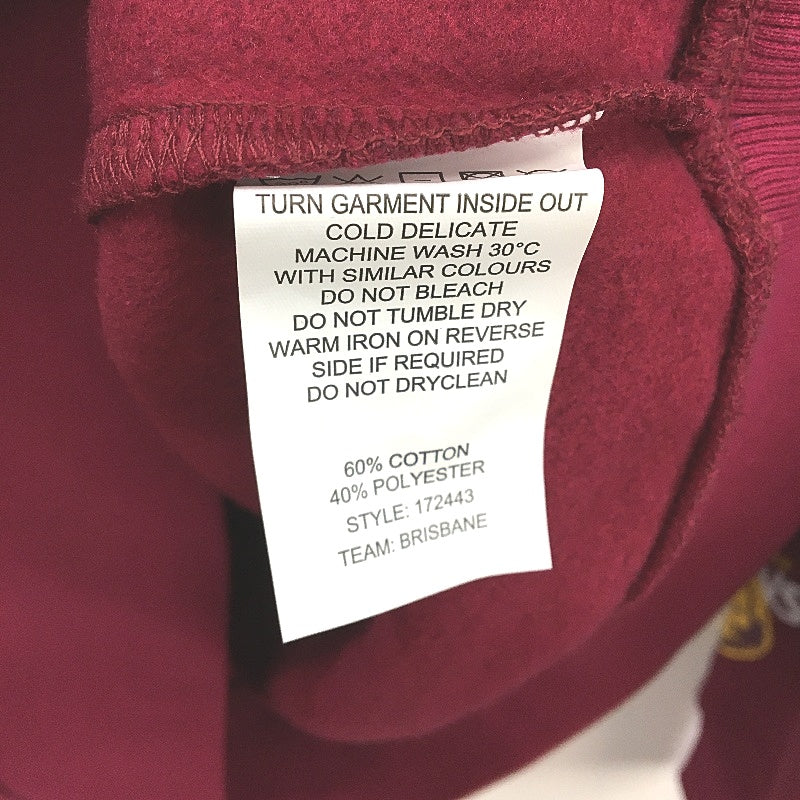 TURN GARMENT INSIDE OUT
COLD DELICATE
MACHINE WASH 30°C
WITH SIMILAR COLOURS
DO NOT BLEACH
DO NOT TUMBLE DRY
WARM IRON ON REVERSE
SIDE IF REQUIRED
DO NOT DRYCLEAN
60% COTTON
40% POLYESTER
STYLE: 172443
TEAM: BRISBANE